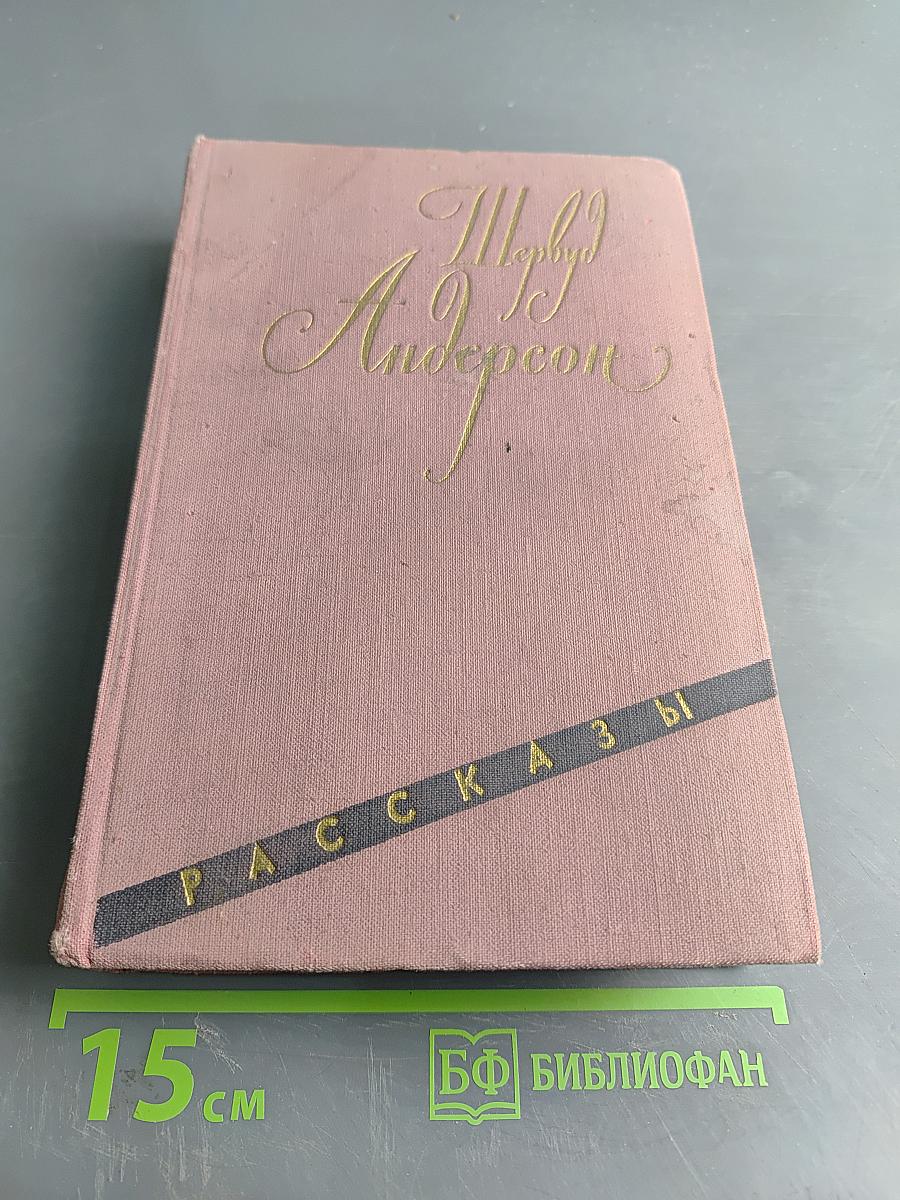 Шервуд
Андерсон
РАССКАЗЫ
15 см
БФ БИБЛИОФАН